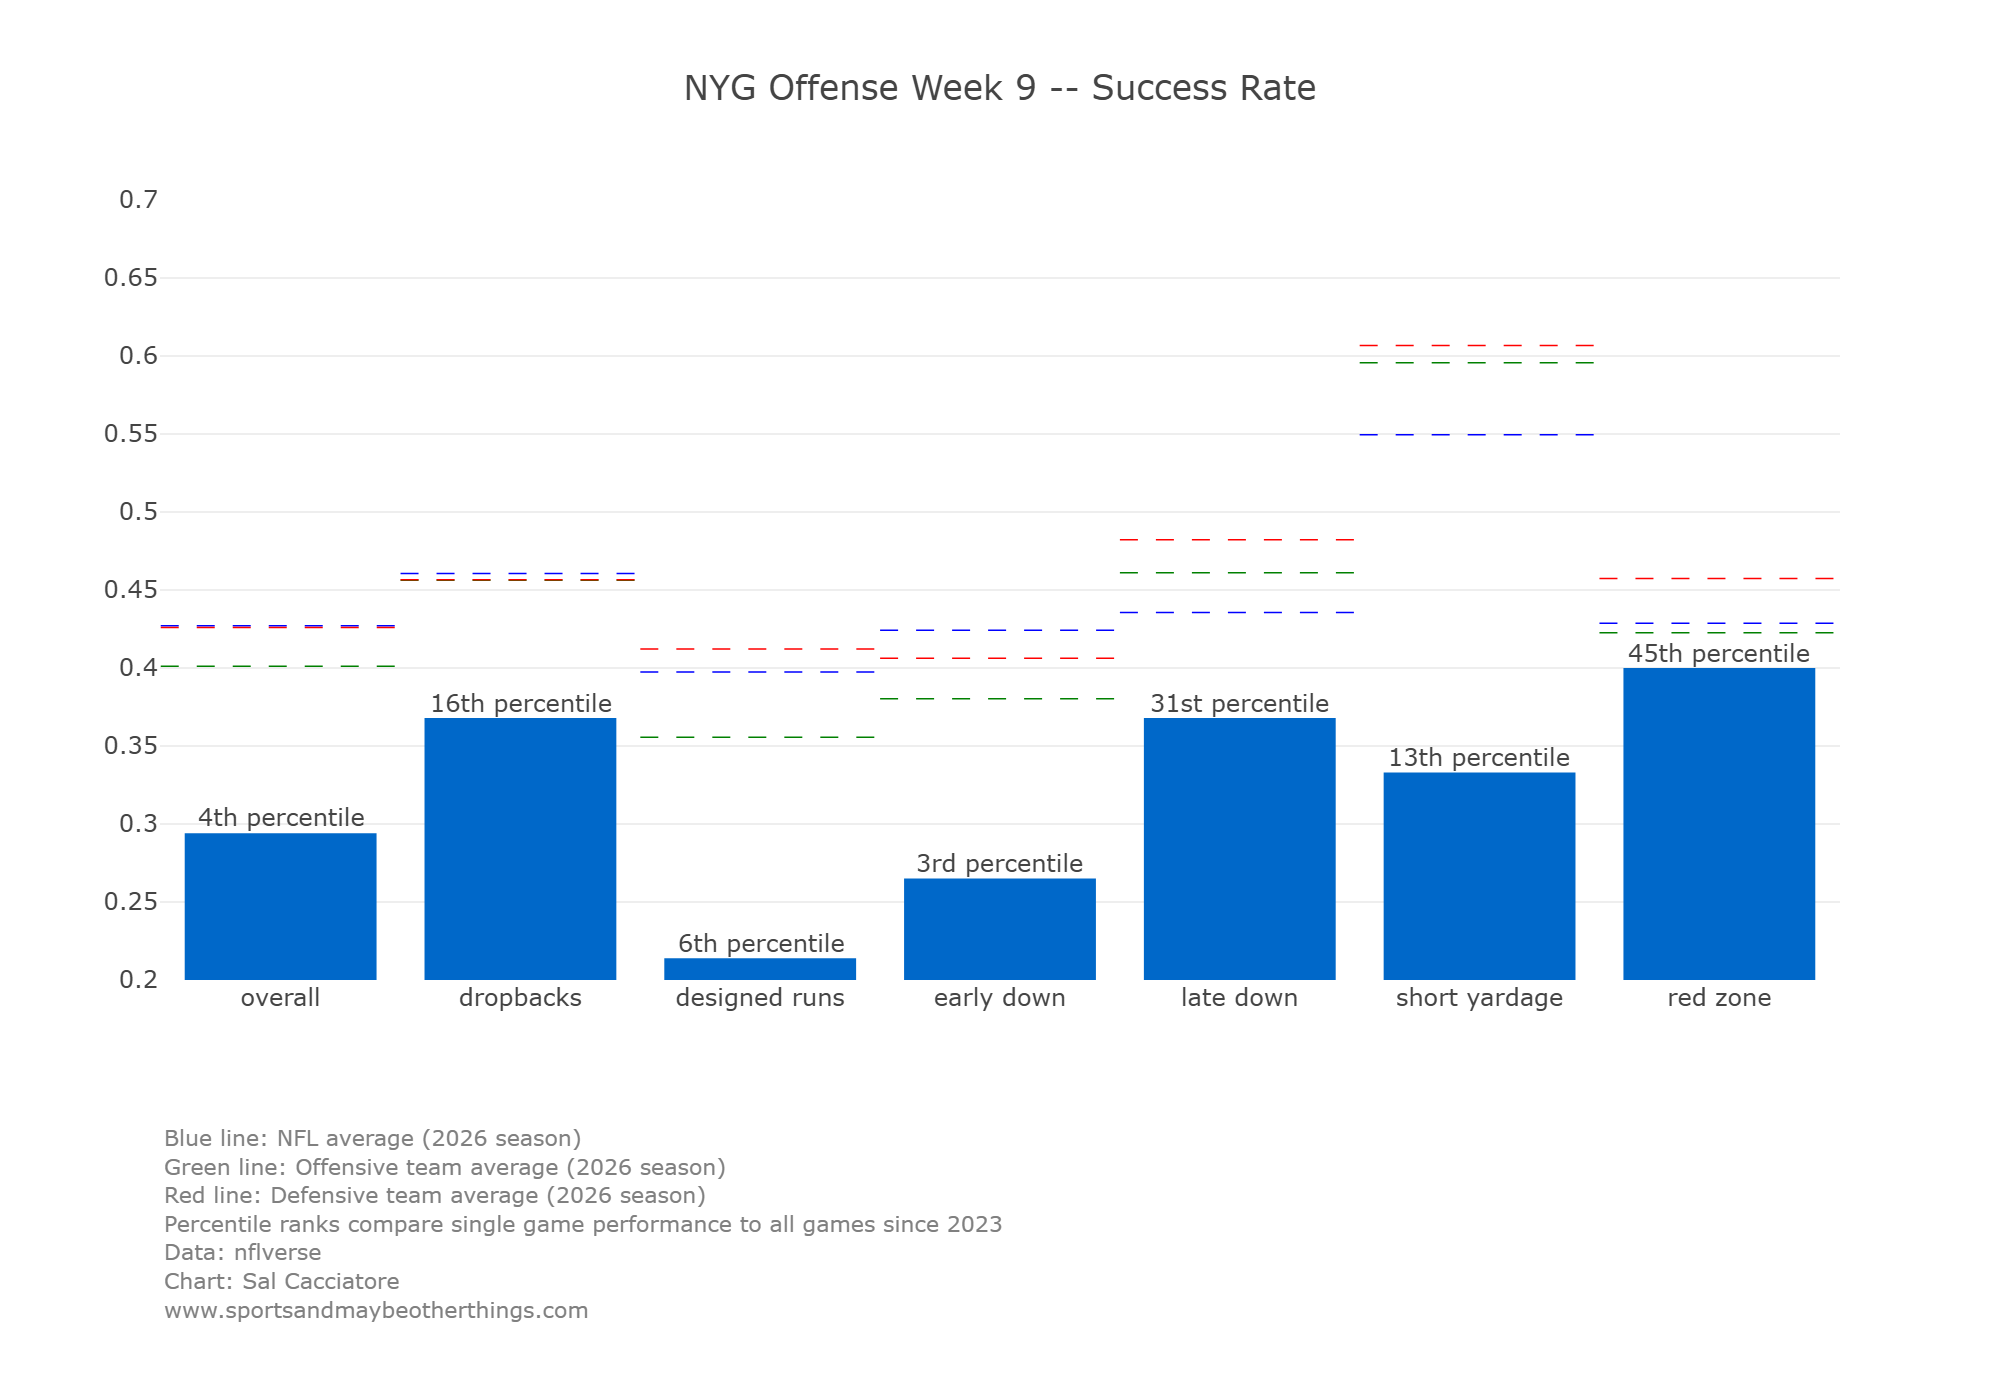 NYG Offense Week 9 -- Success Rate
0.7
0.65
0.6
0.55
0.5
0.45
0.4
0.35
0.3
0.25
0.2
4th percentile
16th percentile
6th percentile
3rd percentile
31st percentile
13th percentile
45th percentile
overall
dropbacks
designed runs
early down
late down
short yardage
red zone
Blue line: NFL average (2026 season)
Green line: Offensive team average (2026 season)
Red line: Defensive team average (2026 season)
Percentile ranks compare single game performance to all games since 2023
Data: nflverse
Chart: Sal Cacciatore
www.sportsandmaybeotherthings.com